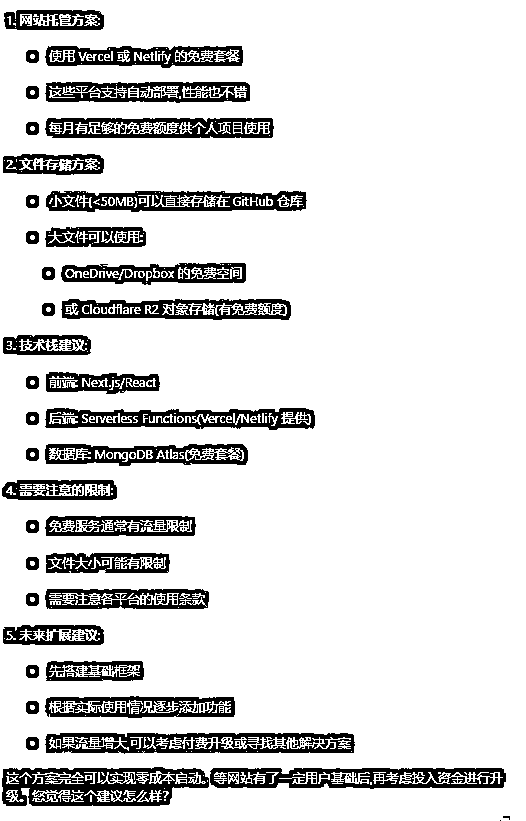 1. 网站托管方案:
使用 Vercel 或 Netlify 的免费套餐
这些平台支持自动部署,性能也不错
每月有足够的免费额度供个人项目使用
2. 文件存储方案:
小文件(<50MB)可以直接存储在 GitHub 仓库
大文件可以使用:
OneDrive/Dropbox 的免费空间
或 Cloudflare R2 对象存储(有免费额度)
3. 技术栈建议:
前端: Next.js/React
后端: Serverless Functions(Vercel/Netlify 提供)
数据库: MongoDB Atlas(免费套餐)
4. 需要注意的限制:
免费服务通常有流量限制
文件大小可能有限制
需要注意各平台的使用条款
5. 未来扩展建议:
先搭建基础框架
根据实际使用情况逐步添加功能
如果流量增大,可以考虑付费升级或寻找其他解决方案
这个方案完全可以实现零成本启动。等网站有了一定用户基础后,再考虑投入资金进行升
级。您觉得这个建议怎么样?